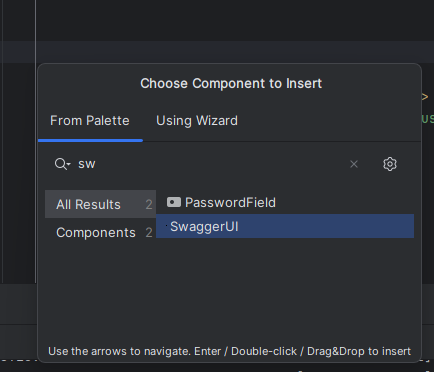 Choose Component to Insert
>
us
From Palette Using Wizard
sw
All Results 2 PasswordField
SwaggerUI
Components 2
Use the arrows to navigate. Enter / Double-click / Drag&Drop to insert